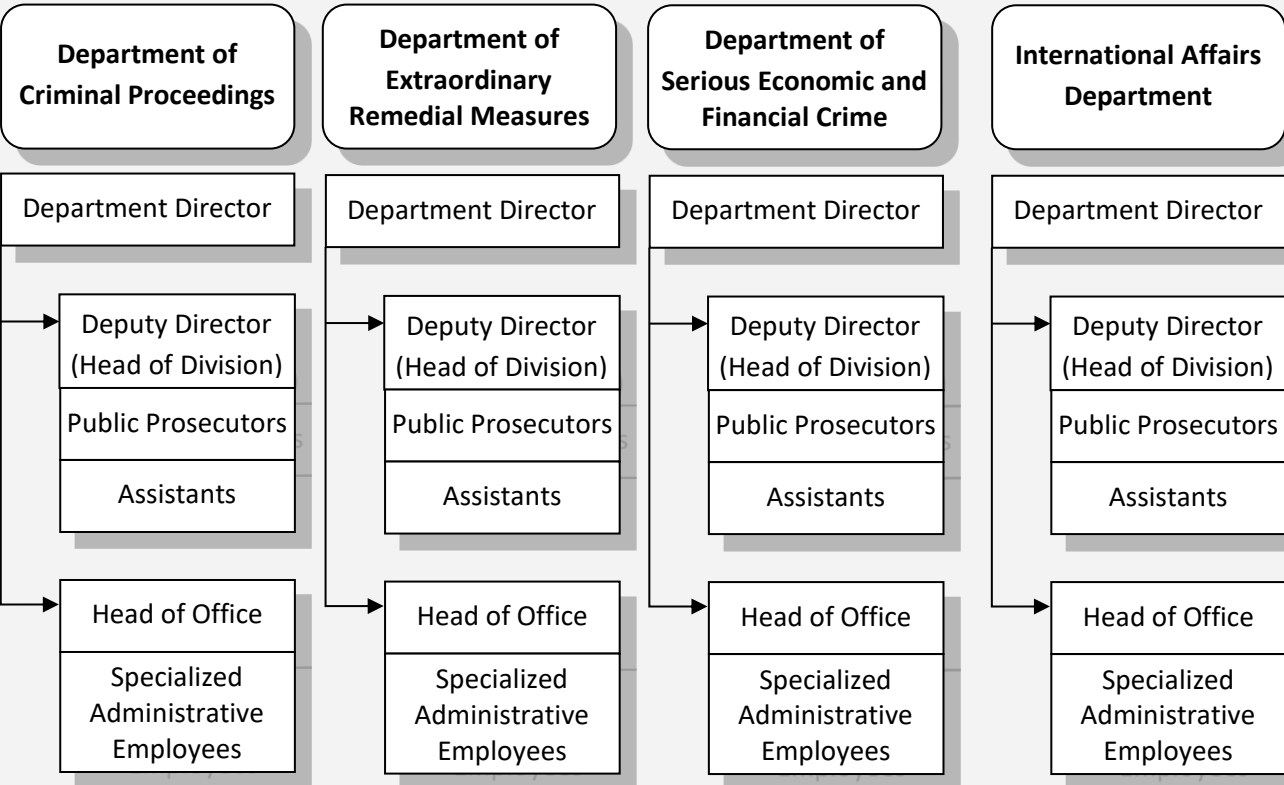 Department of
Criminal Proceedings
Department of
Extraordinary
Remedial Measures
Department of
Serious Economic and
Financial Crime
International Affairs
Department
Department Director
Department Director
Department Director
Department Director
Deputy Director
(Head of Division)
Public Prosecutors
Assistants
Deputy Director
(Head of Division)
Public Prosecutors
Assistants
Deputy Director
(Head of Division)
Public Prosecutors
Assistants
Deputy Director
(Head of Division)
Public Prosecutors
Assistants
Head of Office
Specialized
Administrative
Employees
Head of Office
Specialized
Administrative
Employees
Head of Office
Specialized
Administrative
Employees
Head of Office
Specialized
Administrative
Employees